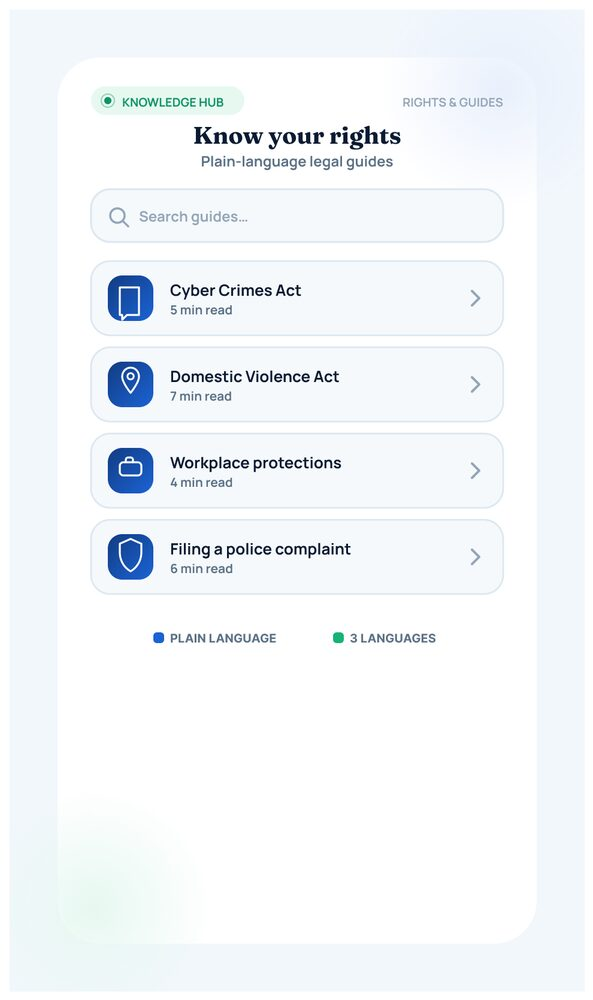 KNOWLEDGE HUB
RIGHTS & GUIDES
Know your rights
Plain-language legal guides
Search guides…
Cyber Crimes Act
5 min read
Domestic Violence Act
7 min read
Workplace protections
4 min read
Filing a police complaint
6 min read
PLAIN LANGUAGE
3 LANGUAGES